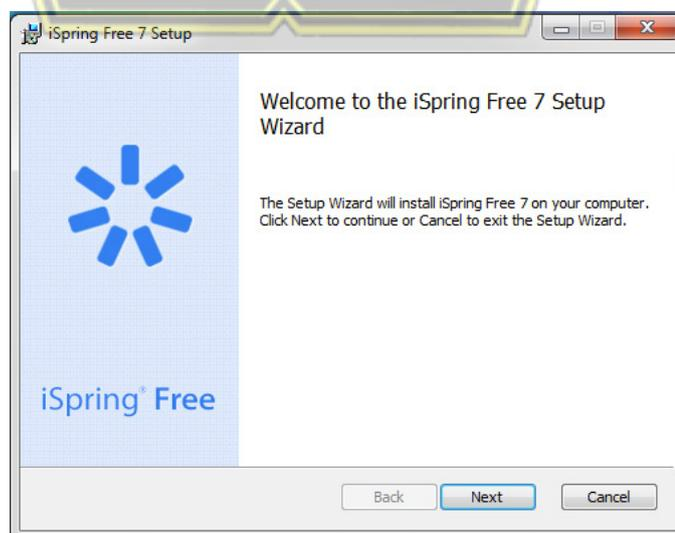 iSpring Free 7 Setup
Welcome to the iSpring Free 7 Setup
Wizard
The Setup Wizard will install iSpring Free 7 on your computer.
Click Next to continue or Cancel to exit the Setup Wizard.
iSpring® Free
Back Next Cancel